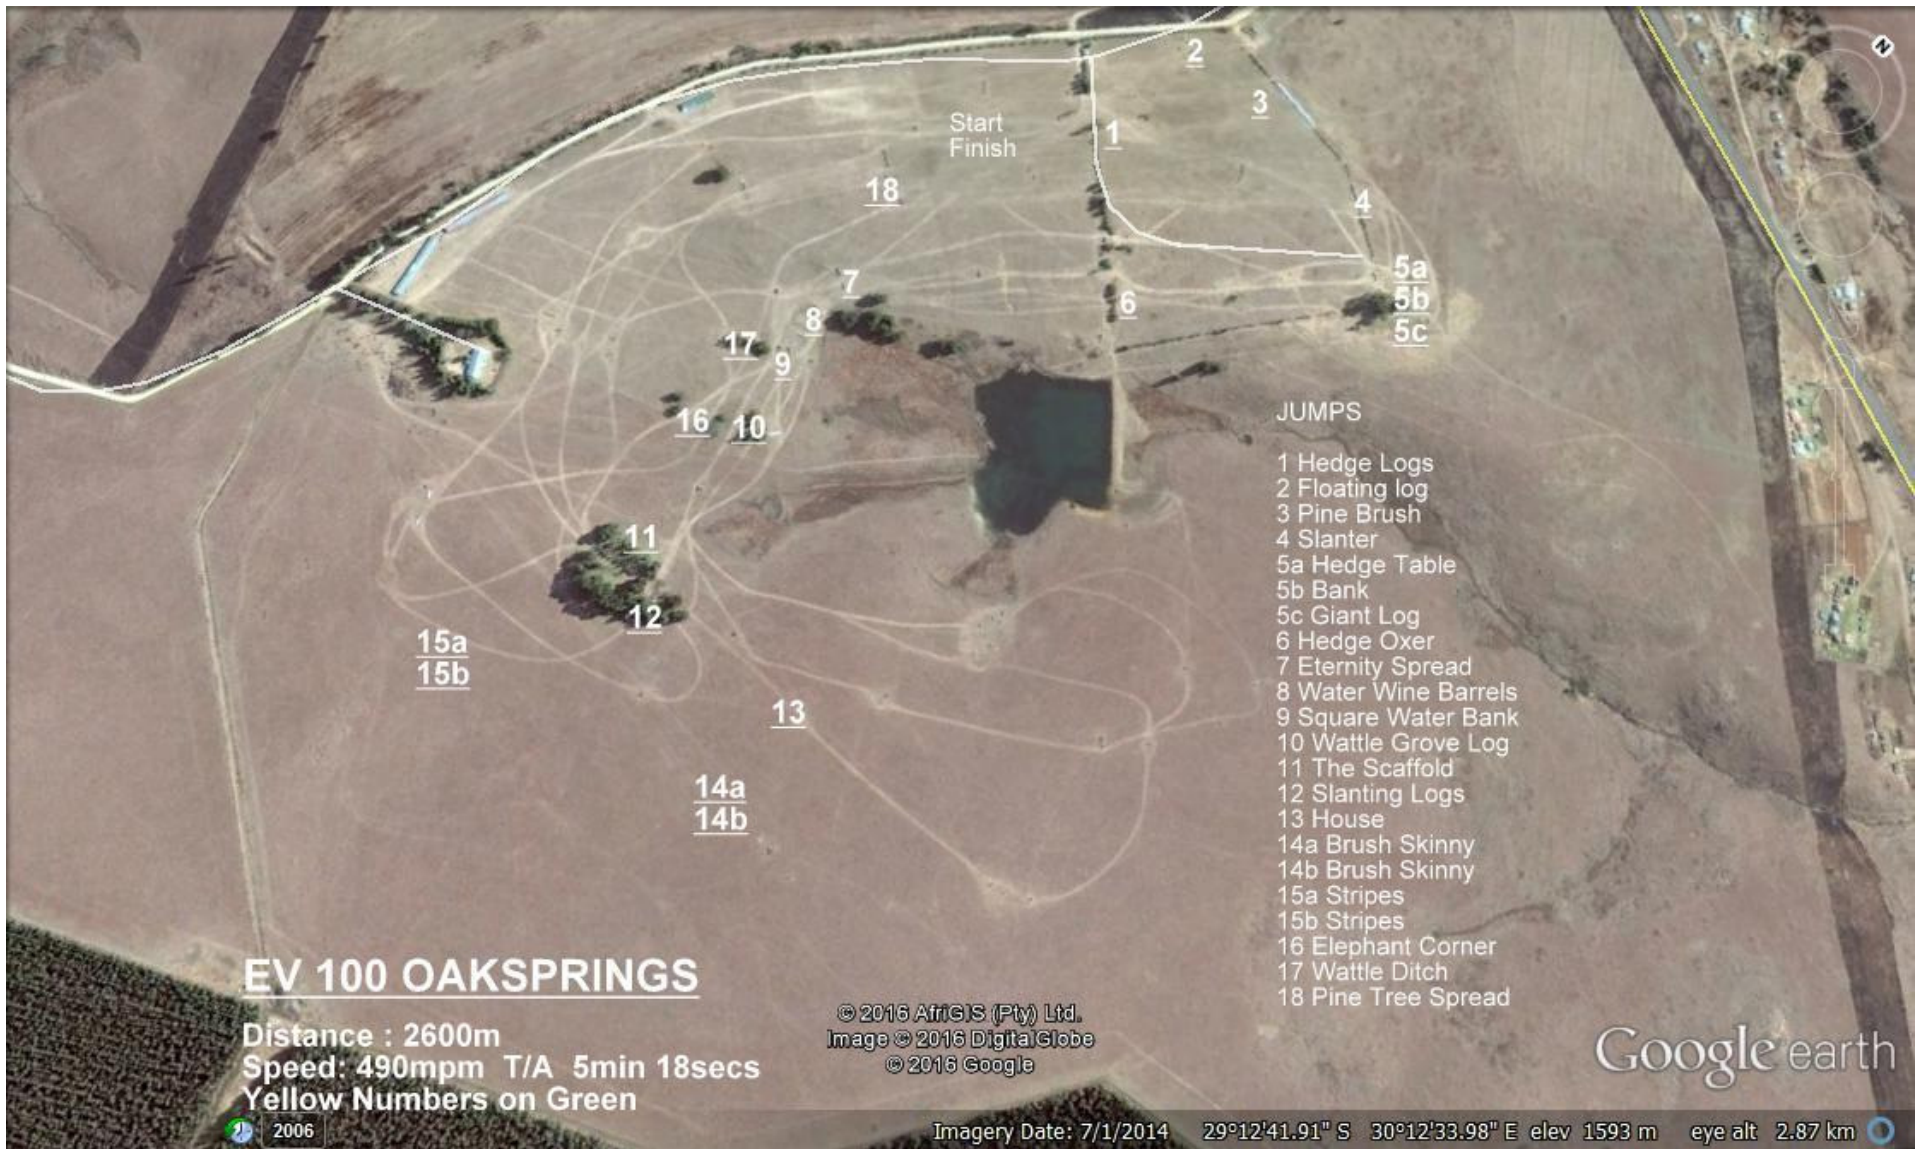 N
2
3
Start
Finish
1
18
4
5a
5b
5c
7
6
8
17
9
16
10
11
12
15a
15b
13
14a
14b
JUMPS
1 Hedge Logs
2 Floating log
3 Pine Brush
4 Slanter
5a Hedge Table
5b Bank
5c Giant Log
6 Hedge Oxer
7 Eternity Spread
8 Water Wine Barrels
9 Square Water Bank
10 Wattle Grove Log
11 The Scaffold
12 Slanting Logs
13 House
14a Brush Skinny
14b Brush Skinny
15a Stripes
15b Stripes
16 Elephant Corner
17 Wattle Ditch
18 Pine Tree Spread
EV 100 OAKSPRINGS
Distance : 2600m
Speed: 490mpm T/A 5min 18secs
Yellow Numbers on Green
© 2016 AfriGIS (Pty) Ltd.
Image © 2016 DigitalGlobe
© 2016 Google
Google earth
2006
Imagery Date: 7/1/2014 29°12'41.91" S 30°12'33.98" E elev 1593 m eye alt 2.87 km